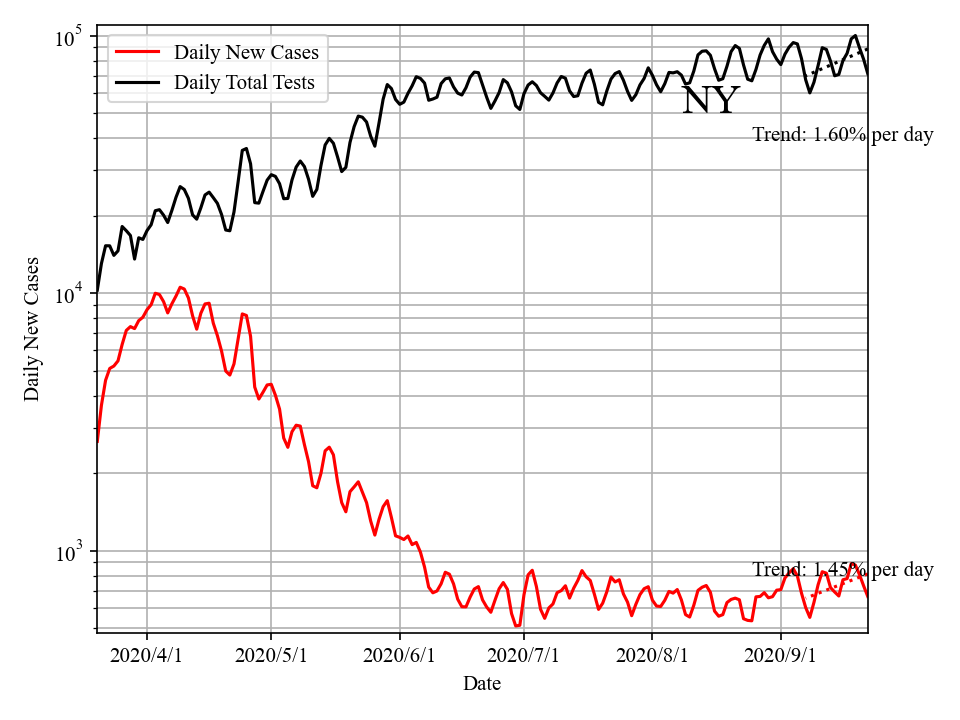 10^5
Daily New Cases
Daily Total Tests
NY
Trend: 1.60% per day
10^4
Daily New Cases
10^3
Trend: 1.45% per day
2020/4/1 2020/5/1 2020/6/1 2020/7/1 2020/8/1 2020/9/1
Date